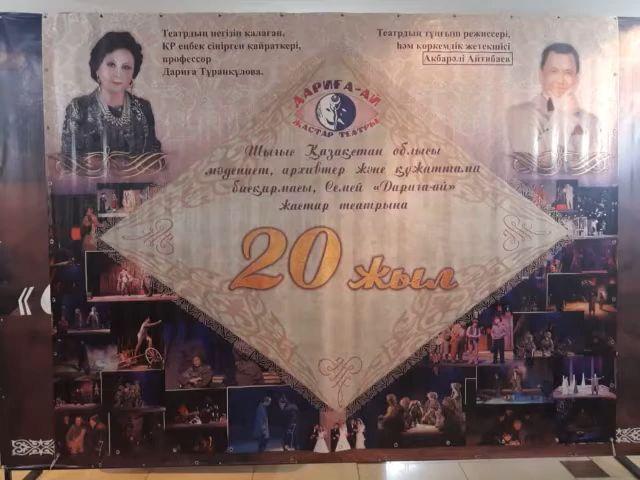 Театрдың негізін қалаған,
ҚР еңбек сіңірген қайраткері,
профессор
Дариға Тұранқұлова.
Театрдың тұңғыш режиссері,
һәм көркемдік жетекшісі
Ақбарәлі Айтибаев
ДАРИҒА-АЙ
ЖАСТАР ТЕАТРЫ
Шығыс Қазақстан облысы
мәдениет, архивтер және құжаттама
басқармасы, Семей «Дариға-ай»
жастар театрына
20 жыл
«